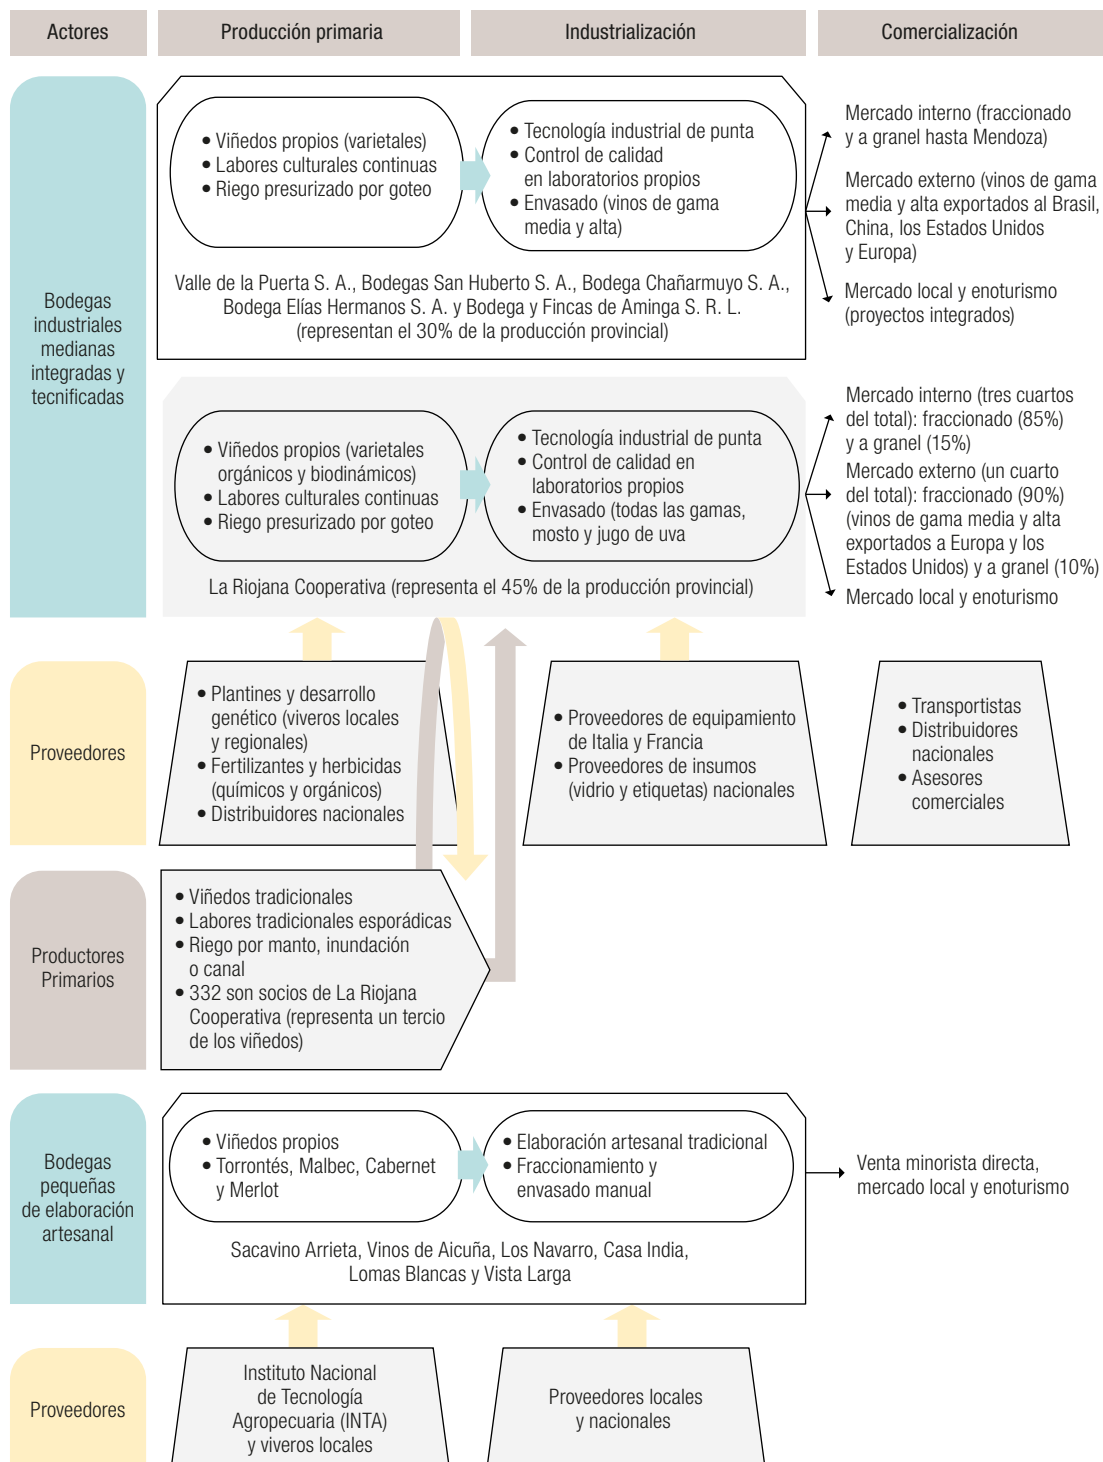 Actores
Producción primaria
Industrialización
Comercialización
Bodegas
industriales
medianas
integradas y
tecnificadas
• Viñedos propios (varietales)
• Labores culturales continuas
• Riego presurizado por goteo
• Tecnología industrial de punta
• Control de calidad
en laboratorios propios
• Envasado (vinos de gama
media y alta)
Valle de la Puerta S. A., Bodegas San Huberto S. A., Bodega Chañarmuyo S. A.,
Bodega Elías Hermanos S. A. y Bodega y Fincas de Aminga S. R. L.
(representan el 30% de la producción provincial)
Mercado interno (fraccionado
y a granel hasta Mendoza)
Mercado externo (vinos de gama
media y alta exportados al Brasil,
China, los Estados Unidos
y Europa)
Mercado local y enoturismo
(proyectos integrados)
• Viñedos propios (varietales
orgánicos y biodinámicos)
• Labores culturales continuas
• Riego presurizado por goteo
• Tecnología industrial de punta
• Control de calidad en
laboratorios propios
• Envasado (todas las gamas,
mosto y jugo de uva
La Riojana Cooperativa (representa el 45% de la producción provincial)
Mercado interno (tres cuartos
del total): fraccionado (85%)
y a granel (15%)
Mercado externo (un cuarto
del total): fraccionado (90%)
(vinos de gama media y alta
exportados a Europa y los
Estados Unidos) y a granel (10%)
Mercado local y enoturismo
Proveedores
• Plantines y desarrollo
genético (viveros locales
y regionales)
• Fertilizantes y herbicidas
(químicos y orgánicos)
• Distribuidores nacionales
• Proveedores de equipamiento
de Italia y Francia
• Proveedores de insumos
(vidrio y etiquetas) nacionales
• Transportistas
• Distribuidores
nacionales
• Asesores
comerciales
Productores
Primarios
• Viñedos tradicionales
• Labores tradicionales esporádicas
• Riego por manto, inundación
o canal
• 332 son socios de La Riojana
Cooperativa (representa un tercio
de los viñedos)
Bodegas
pequeñas
de elaboración
artesanal
• Viñedos propios
• Torrontés, Malbec, Cabernet
y Merlot
• Elaboración artesanal tradicional
• Fraccionamiento y
envasado manual
Sacavino Arrieta, Vinos de Aicuña, Los Navarro, Casa India,
Lomas Blancas y Vista Larga
Venta minorista directa,
mercado local y enoturismo
Proveedores
Instituto Nacional
de Tecnología
Agropecuaria (INTA)
y viveros locales
Proveedores locales
y nacionales